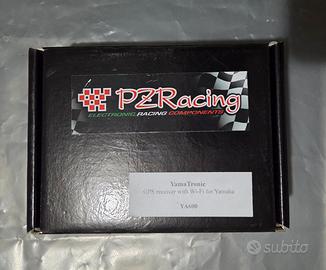 PZRacing
ELECTRONIC RACING COMPONENTS
YamaTronic
GPS receiver with Wi-Fi for Yamaha
YA600
subito